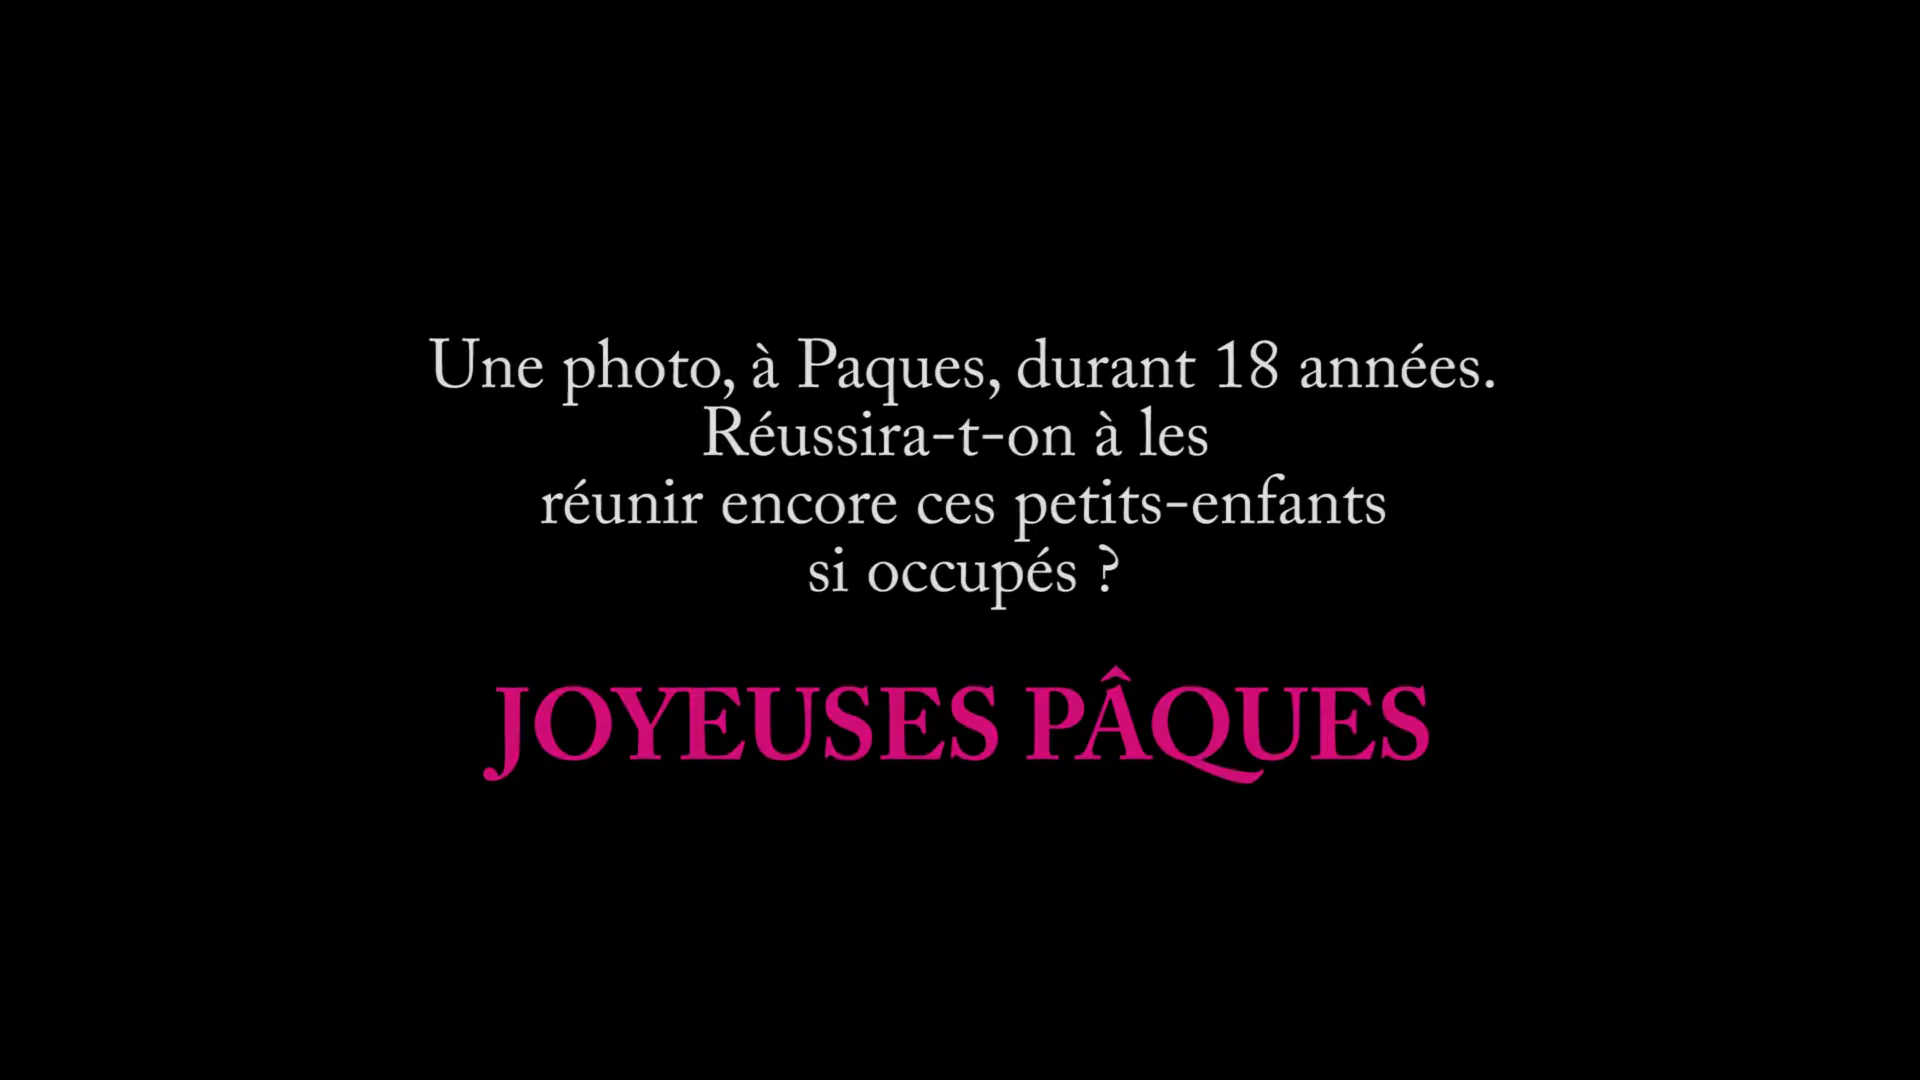 Une photo, à Paques, durant 18 années.
Réussira-t-on à les
réunir encore ces petits-enfants
si occupés ?
JOYEUSES PÂQUES